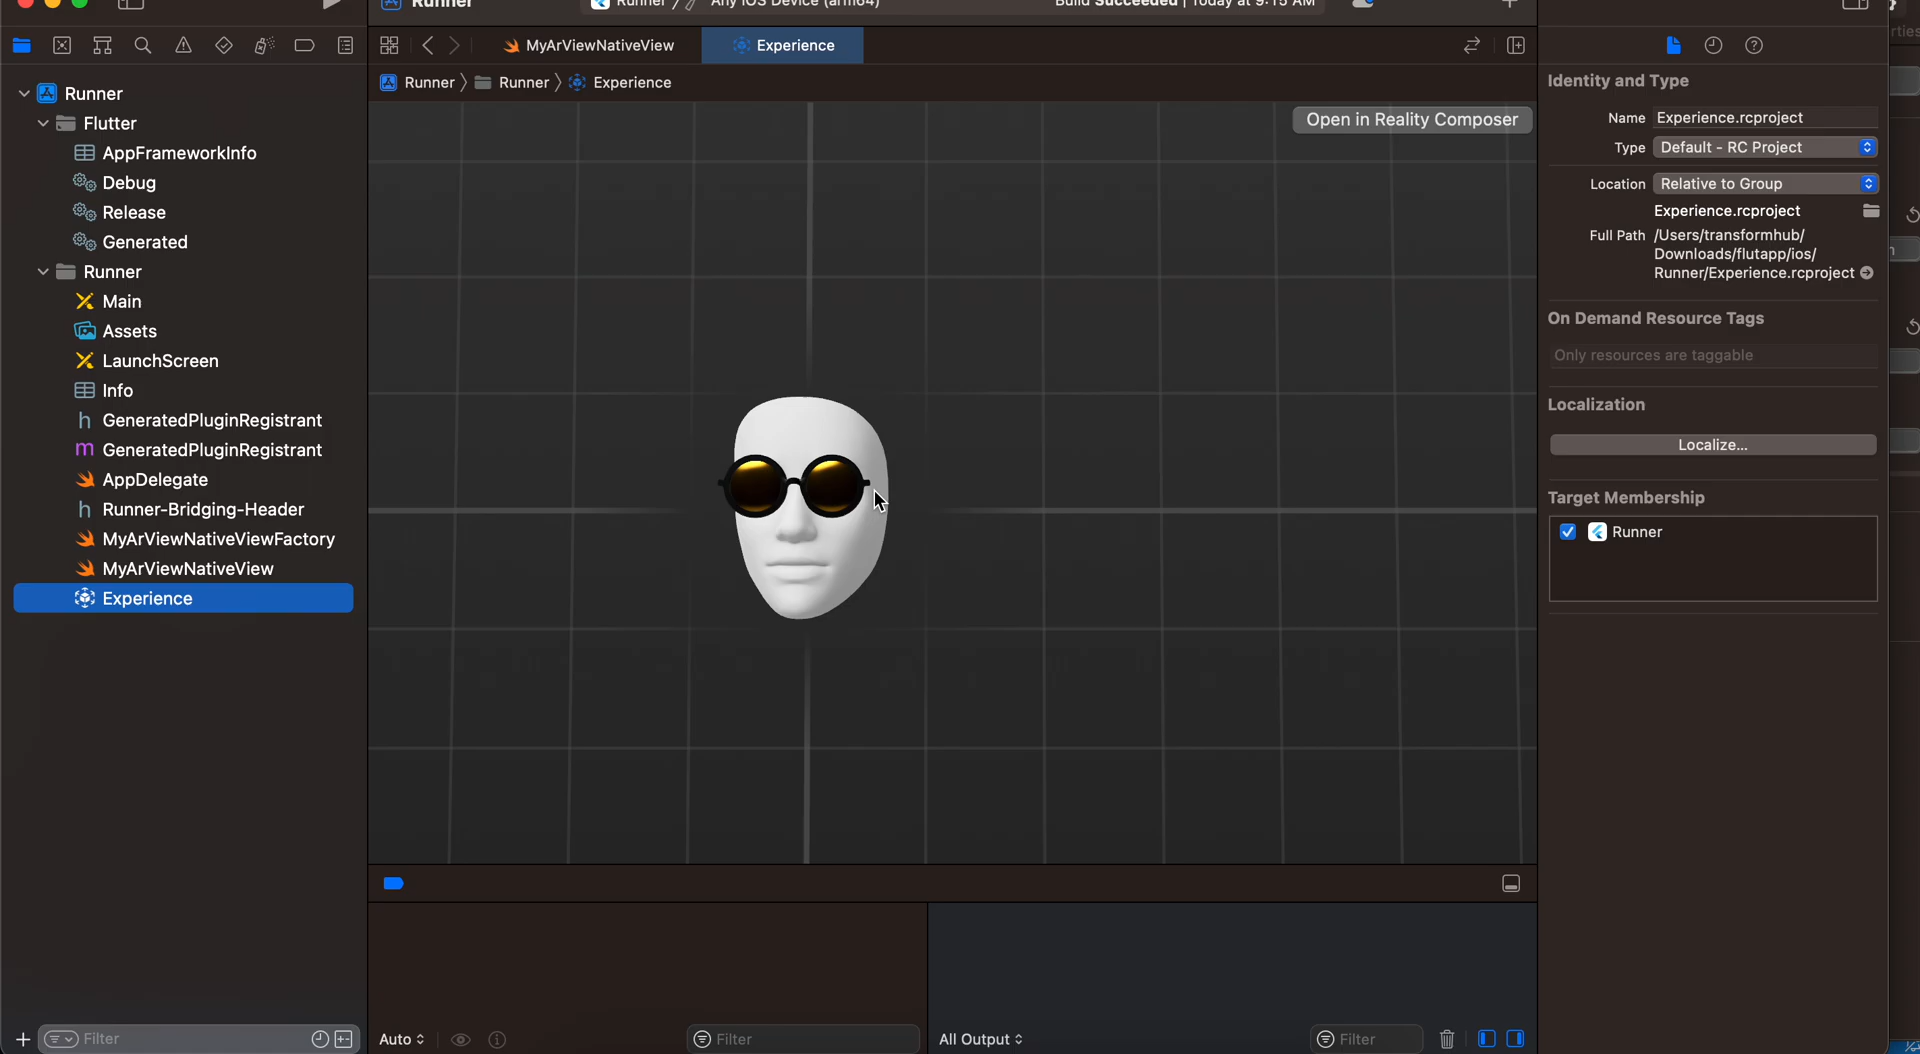 Runner
Runner
Any iOS Device (arm64)
Build Succeeded | Today at 9:15 AM
MyArViewNativeView
Experience
Runner
Runner
Experience
Open in Reality Composer
Runner
Flutter
AppFrameworkInfo
Debug
Release
Generated
Runner
Main
Assets
LaunchScreen
Info
h GeneratedPluginRegistrant
m GeneratedPluginRegistrant
AppDelegate
h Runner-Bridging-Header
MyArViewNativeViewFactory
MyArViewNativeView
Experience
Filter
Auto
Filter
All Output
Filter
Identity and Type
Name Experience.rcproject
Type Default - RC Project
Location Relative to Group
Experience.rcproject
Full Path /Users/transformhub/
Downloads/flutapp/ios/
Runner/Experience.rcproject
On Demand Resource Tags
Only resources are taggable
Localization
Localize...
Target Membership
Runner